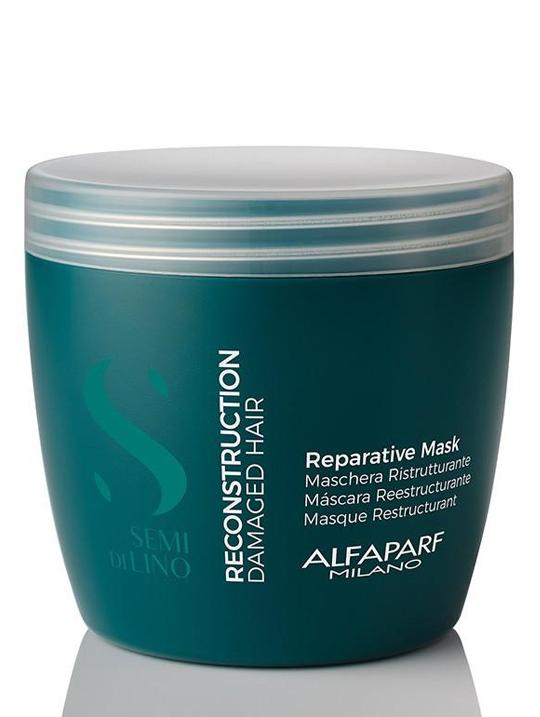 SEMI
DI LINO
RECONSTRUCTION
DAMAGED HAIR
Reparative Mask
Maschera Ristrutturante
Máscara Reestructurante
Masque Restructurant
ALFAPARF
MILANO